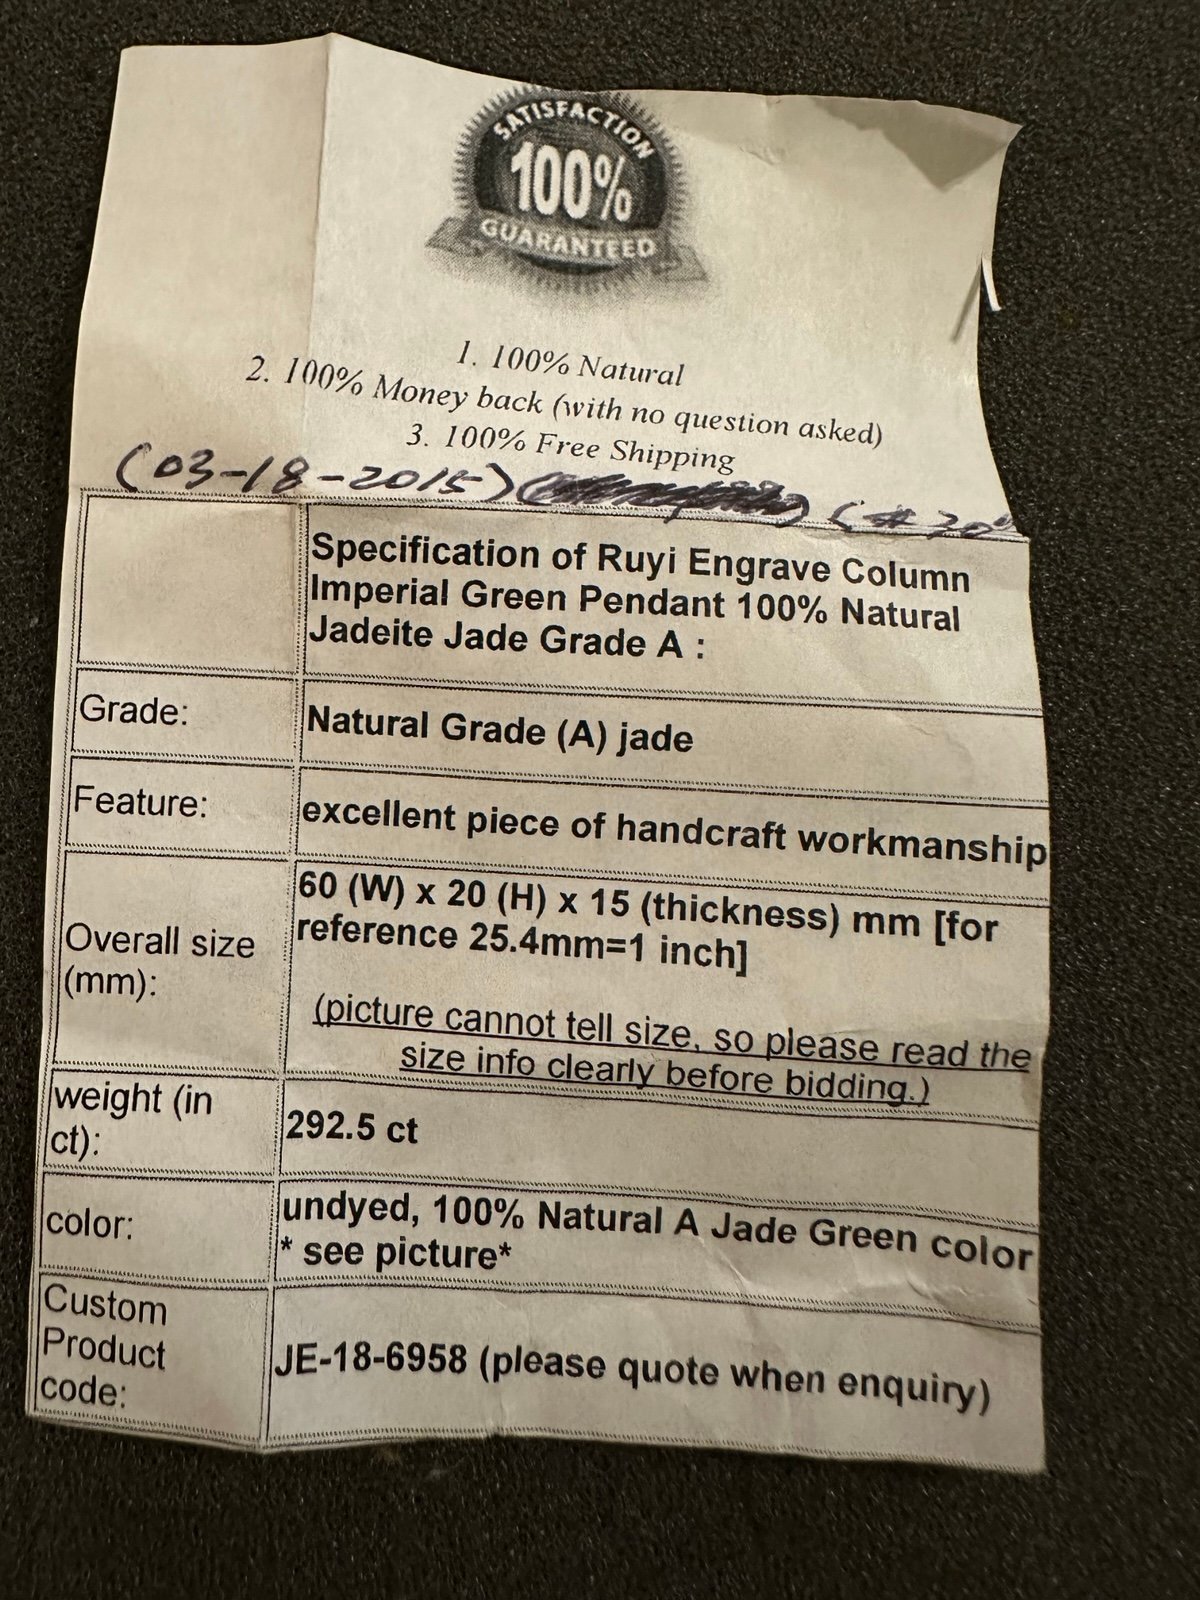 SATISFACTION
100%
GUARANTEED
1. 100% Natural
2. 100% Money back (with no question asked)
3. 100% Free Shipping
(03-18-2015)
Specification of Ruyi Engrave Column
Imperial Green Pendant 100% Natural
Jadeite Jade Grade A :
Grade:
Natural Grade (A) jade
Feature:
excellent piece of handcraft workmanship
Overall size
(mm):
60 (W) x 20 (H) x 15 (thickness) mm [for
reference 25.4mm=1 inch]
(picture cannot tell size, so please read the
size info clearly before bidding.)
weight (in
ct):
292.5 ct
color:
undyed, 100% Natural A Jade Green color
* see picture*
Custom
Product
code:
JE-18-6958 (please quote when enquiry)